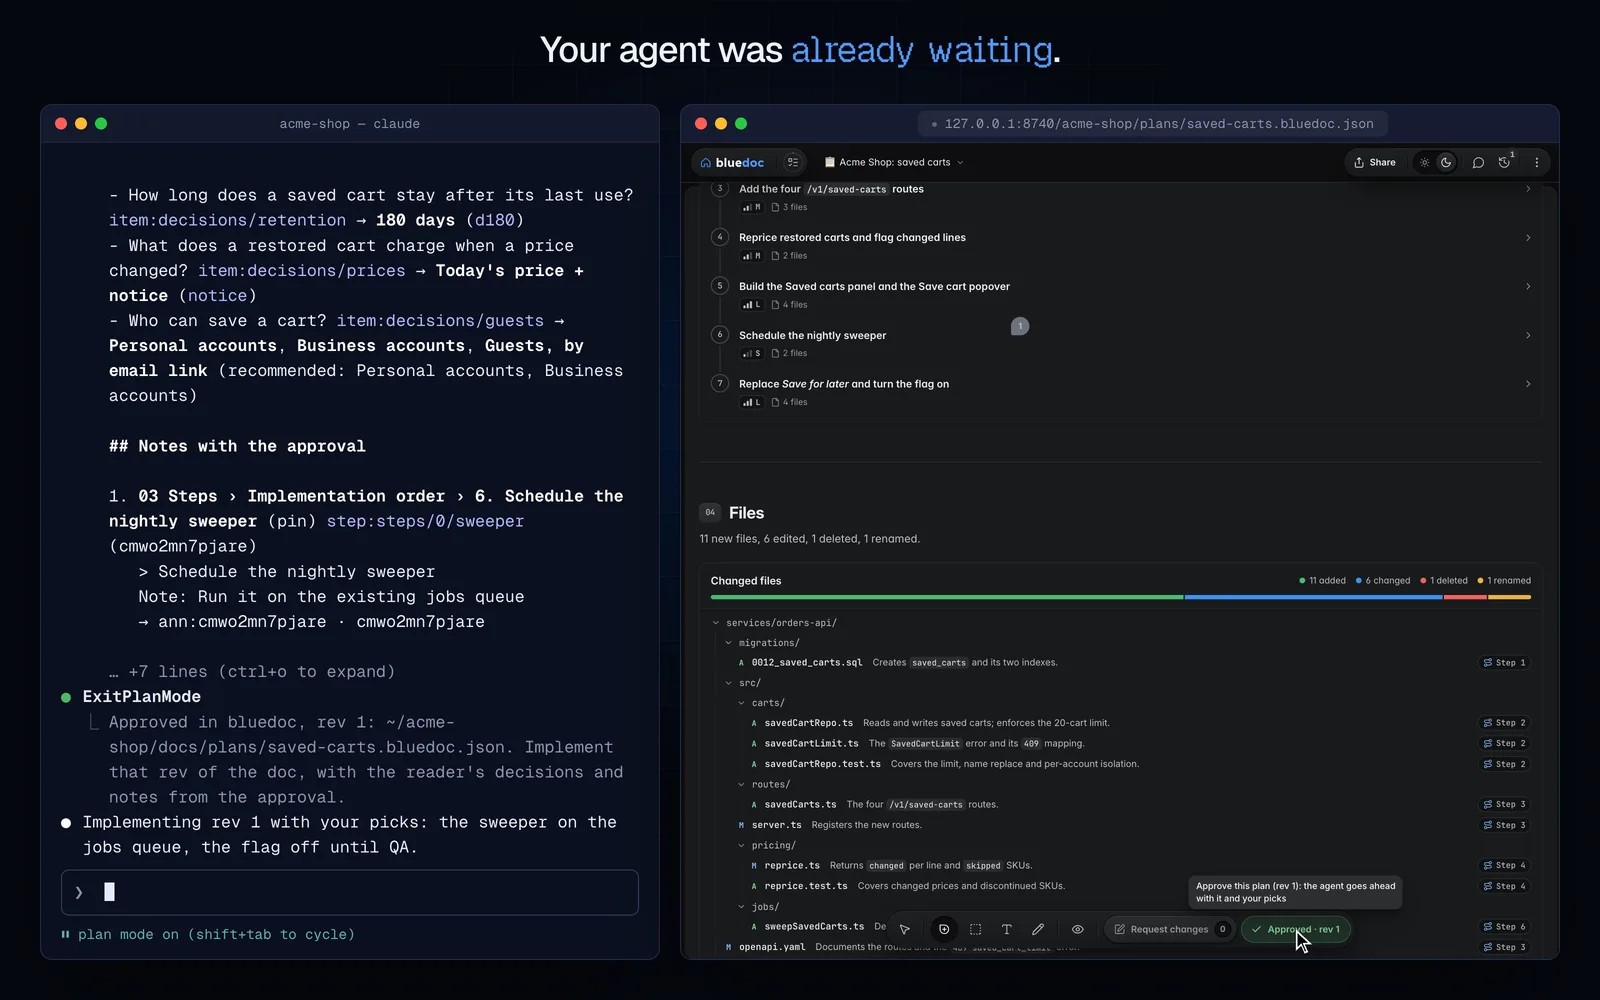 Your agent was already waiting.
acme-shop — claude
- How long does a saved cart stay after its last use?
item:decisions/retention → 180 days (d180)
- What does a restored cart charge when a price
changed? item:decisions/prices → Today's price +
notice (notice)
- Who can save a cart? item:decisions/guests →
Personal accounts, Business accounts, Guests, by
email link (recommended: Personal accounts, Business
accounts)
## Notes with the approval
1. 03 Steps › Implementation order › 6. Schedule the
nightly sweeper (pin) step:steps/0/sweeper
(cmwo2mn7pjare)
> Schedule the nightly sweeper
Note: Run it on the existing jobs queue
→ ann:cmwo2mn7pjare · cmwo2mn7pjare
… +7 lines (ctrl+o to expand)
ExitPlanMode
Approved in bluedoc, rev 1: ~/acme-
shop/docs/plans/saved-carts.bluedoc.json. Implement
that rev of the doc, with the reader's decisions and
notes from the approval.
Implementing rev 1 with your picks: the sweeper on the
jobs queue, the flag off until QA.
❯
plan mode on (shift+tab to cycle)
127.0.0.1:8740/acme-shop/plans/saved-carts.bluedoc.json
bluedoc
Acme Shop: saved carts
Share
1
3 Add the four /v1/saved-carts routes
M 3 files
4 Reprice restored carts and flag changed lines
M 2 files
5 Build the Saved carts panel and the Save cart popover
L 4 files
1
6 Schedule the nightly sweeper
S 2 files
7 Replace Save for later and turn the flag on
L 4 files
04 Files
11 new files, 6 edited, 1 deleted, 1 renamed.
Changed files
11 added 6 changed 1 deleted 1 renamed
services/orders-api/
migrations/
A 0012_saved_carts.sql Creates saved_carts and its two indexes. Step 1
src/
carts/
A savedCartRepo.ts Reads and writes saved carts; enforces the 20-cart limit. Step 2
A savedCartLimit.ts The SavedCartLimit error and its 409 mapping. Step 2
A savedCartRepo.test.ts Covers the limit, name replace and per-account isolation. Step 2
routes/
A savedCarts.ts The four /v1/saved-carts routes. Step 3
M server.ts Registers the new routes. Step 3
pricing/
M reprice.ts Returns changed per line and skipped SKUs. Step 4
A reprice.test.ts Covers changed prices and discontinued SKUs. Step 4
Approve this plan (rev 1): the agent goes ahead
with it and your picks
jobs/
A sweepSavedCarts.ts De Step 6
Request changes 0
Approved · rev 1
M openapi.yaml Documents the routes and the 409 saved_cart_limit error. Step 3